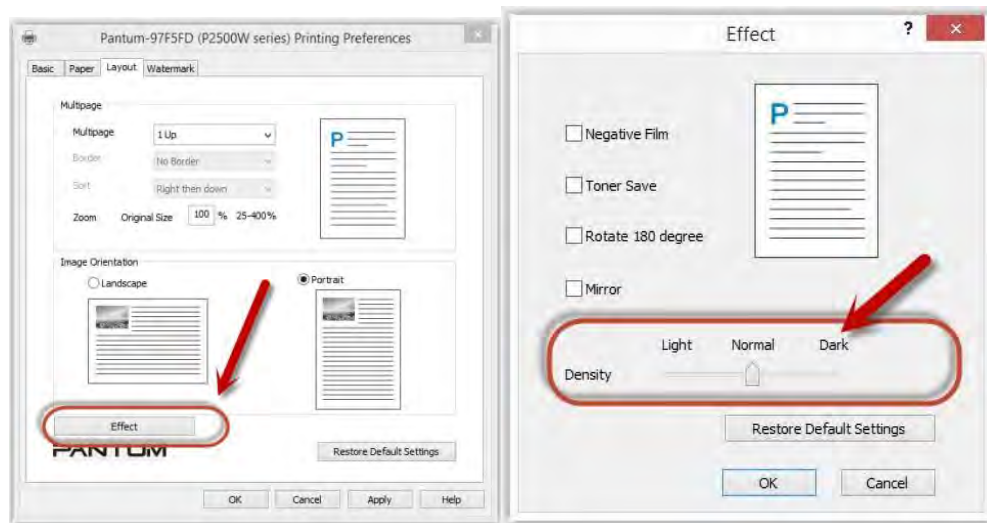 Pantum-97F5FD (P2500W series) Printing Preferences
Basic Paper Layout Watermark
Multipage
Multipage 1 Up
Border No Border
Sort Right then down
Zoom Original Size 100 % 25-400%
P
Image Orientation
Landscape Portrait
Effect
PANTUM
Restore Default Settings
OK Cancel Apply Help
Effect ? ×
P
Negative Film
Toner Save
Rotate 180 degree
Mirror
Light Normal Dark
Density
Restore Default Settings
OK Cancel